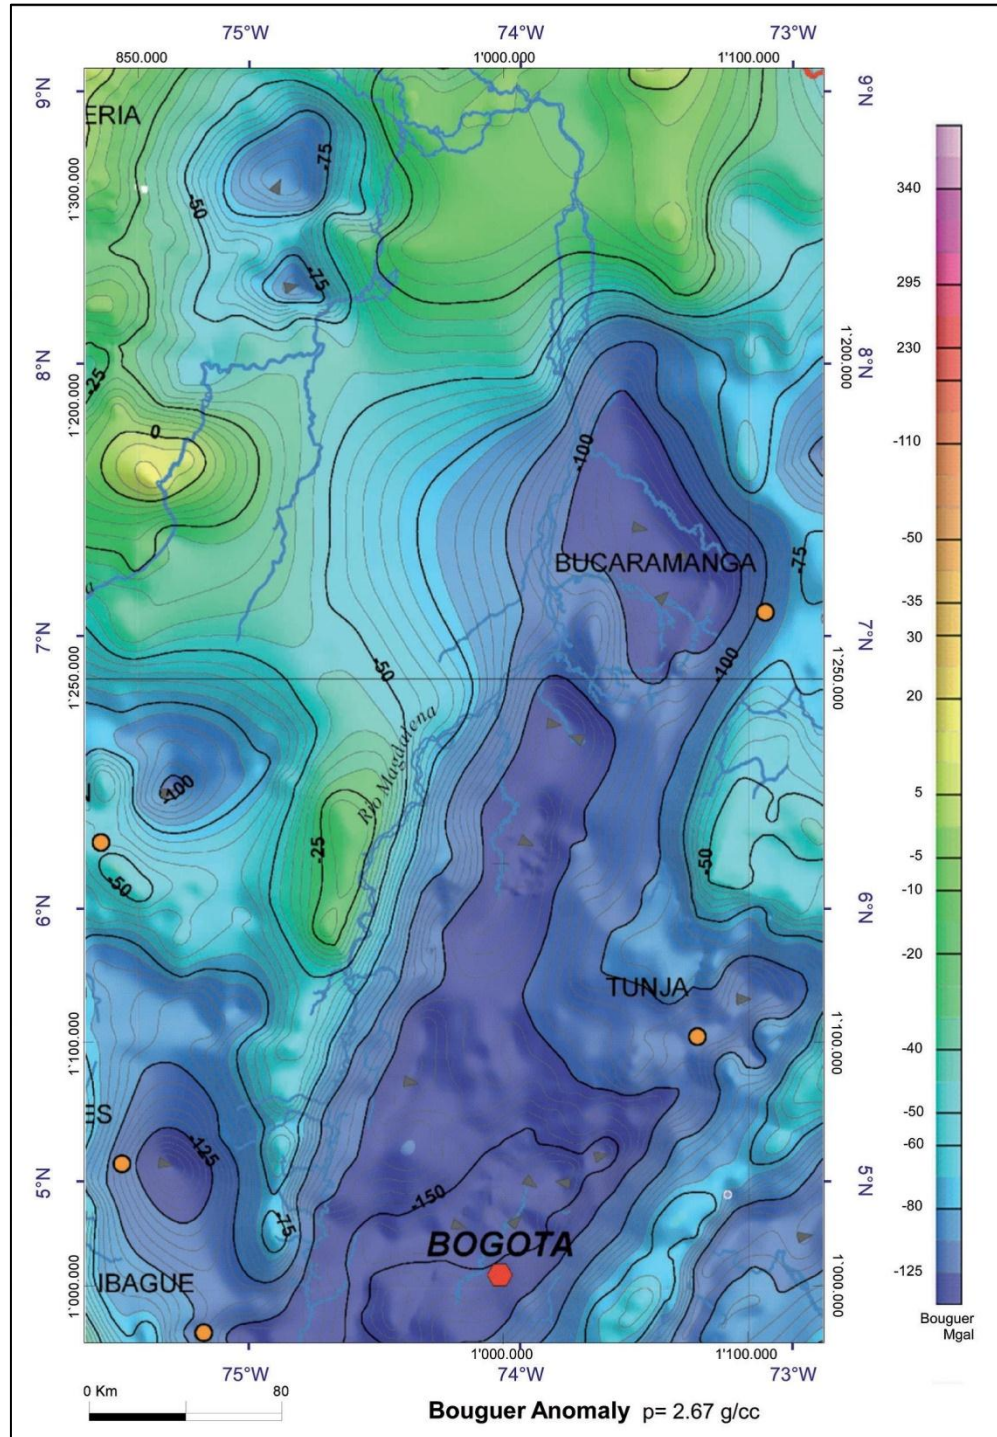 75°W 74°W 73°W
850.000 1'000.000 1'100.000
9°N 9°N
ERIA
-75
1'300.000
-50
340
-75
295
230
8°N 1'200.000 8°N
-25
1'200.000
0
-110
-100
-50
BUCARAMANGA
-75
a
-35
7°N 30 7°N
-50 -100
1'250.000 1'250.000
20
Río Magdalena
N -100
5
-25
-50
-5
-50
-10
6°N 6°N
-20
TUNJA
1'100.000 1'100.000
-40
ES
-50
-125
-60
5°N 5°N
-150
-80
-75
BOGOTA
-125
IBAGUE
1'000.000 1'000.000
Bouguer
Mgal
1'000.000 1'100.000
75°W 74°W 73°W
0 Km 80
Bouguer Anomaly p= 2.67 g/cc